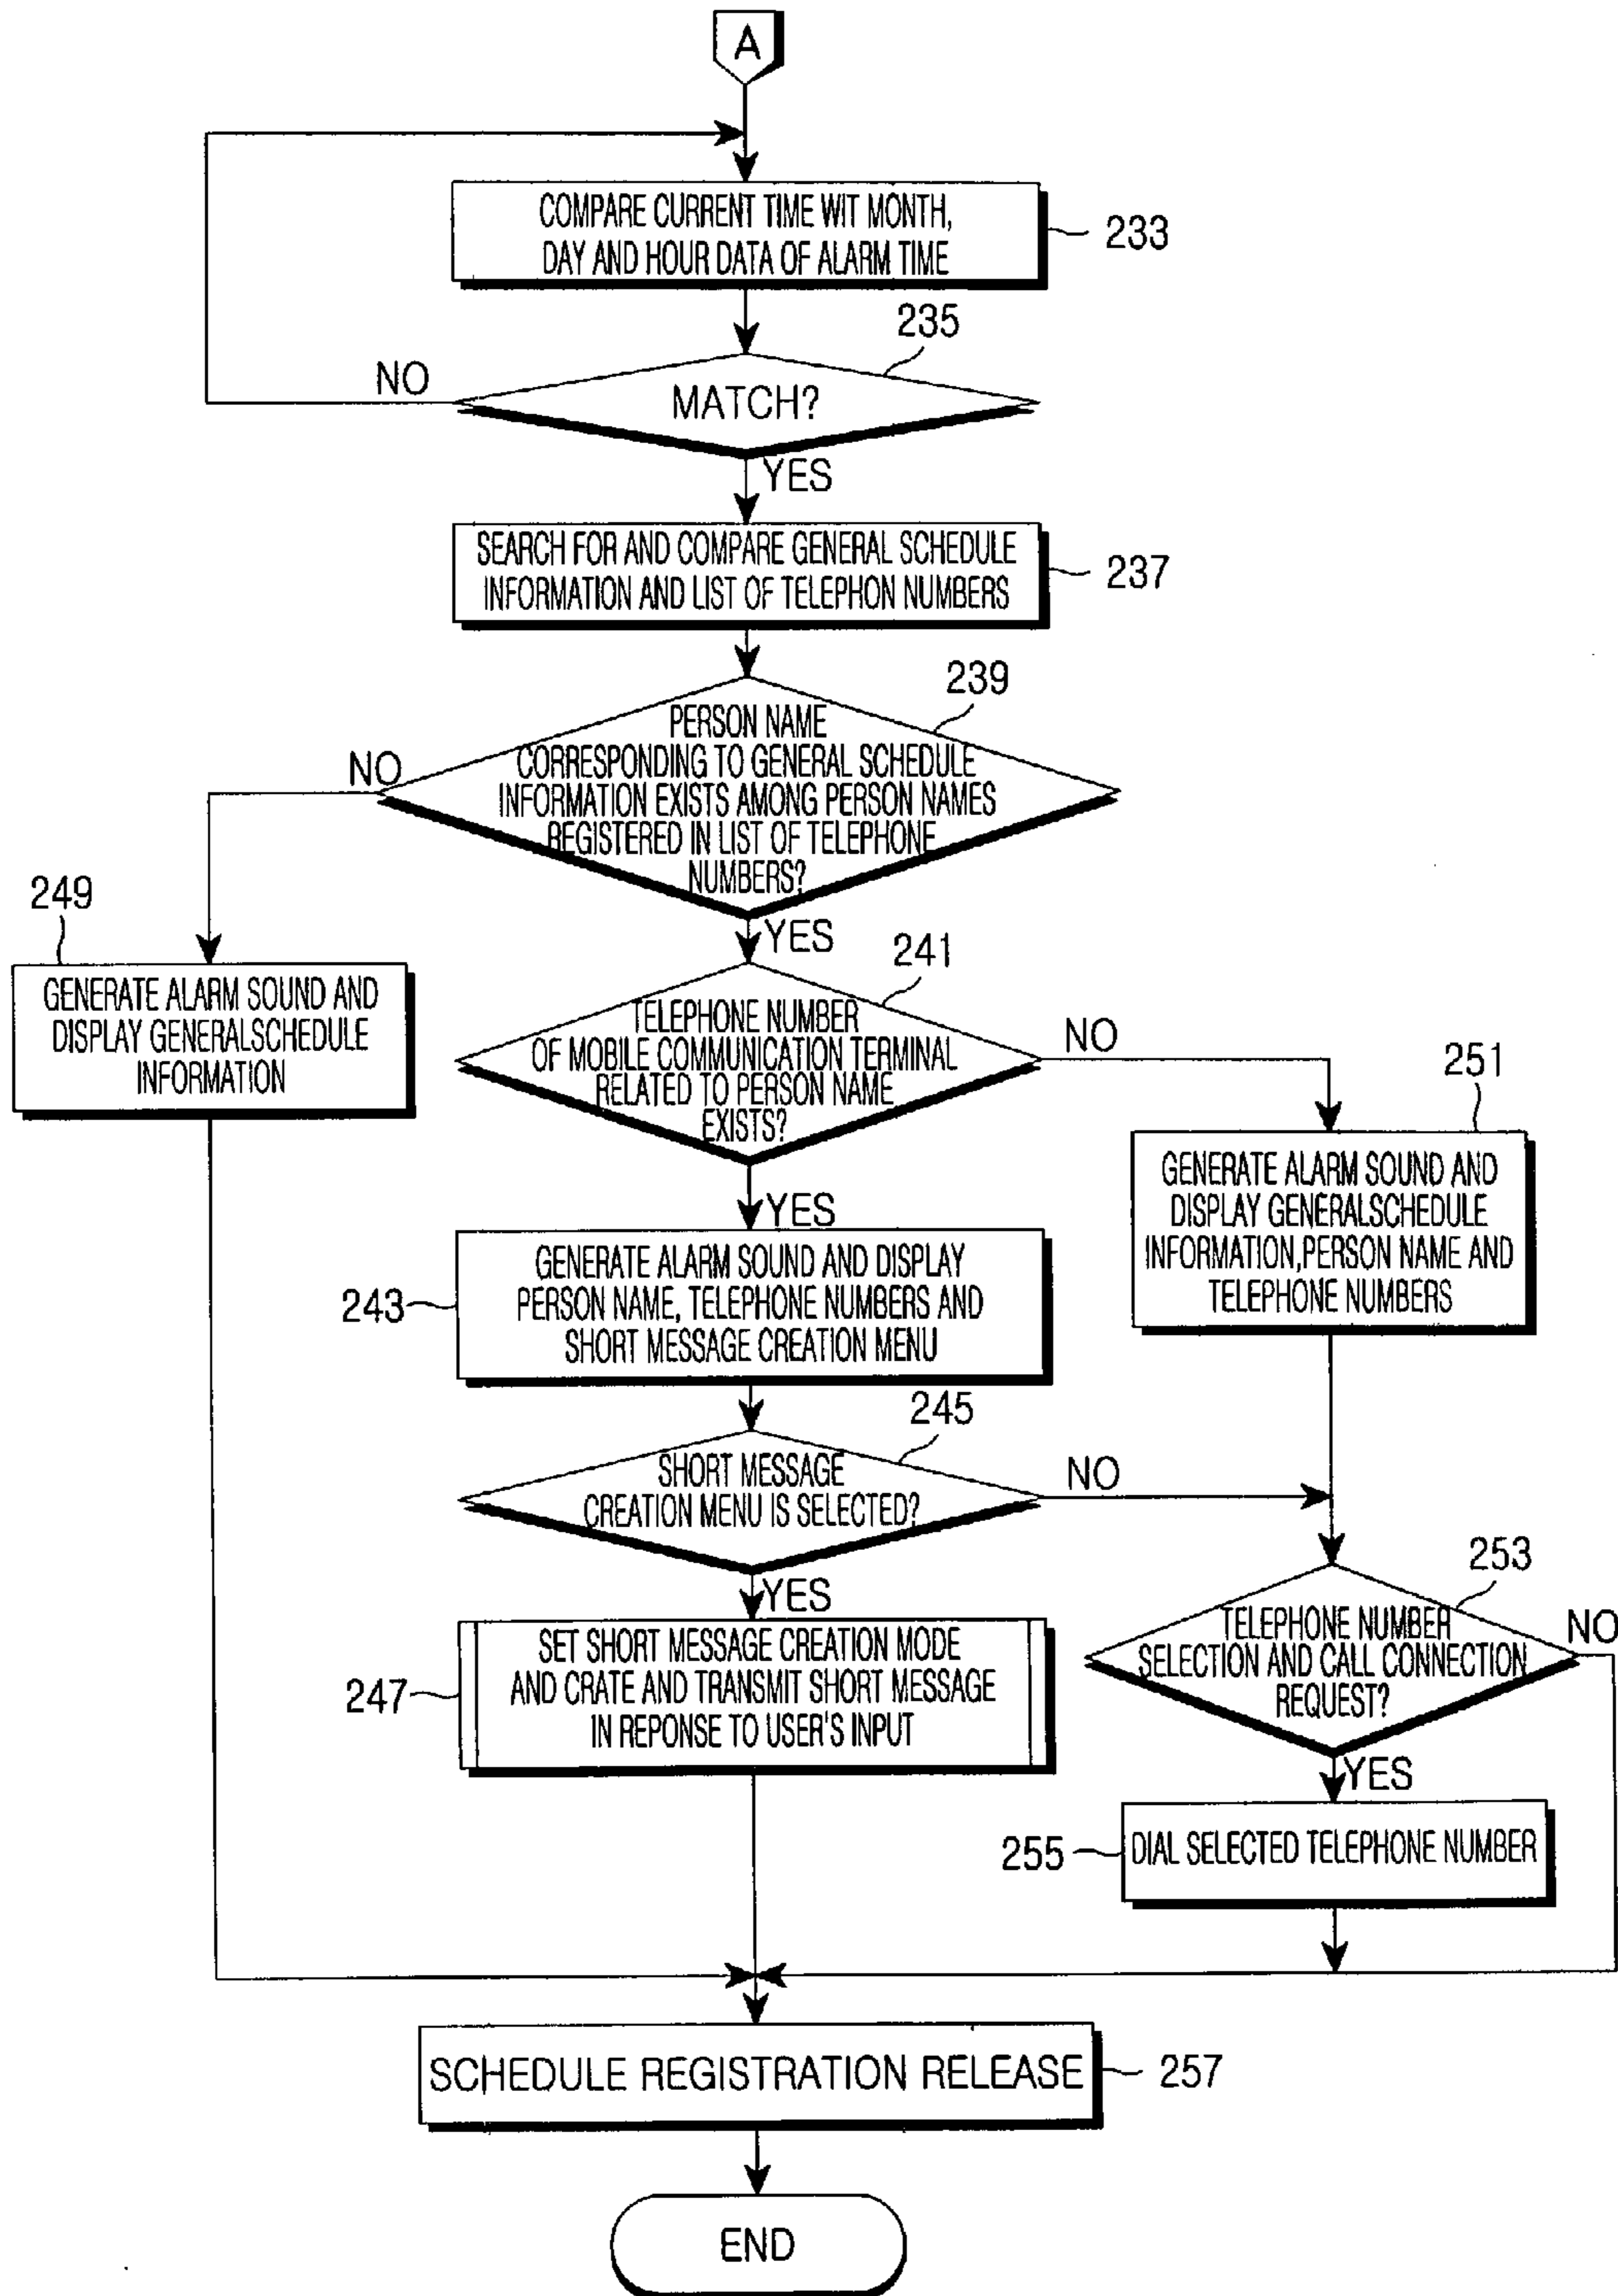 A
COMPARE CURRENT TIME WIT MONTH,
DAY AND HOUR DATA OF ALARM TIME
233
235
NO
MATCH?
YES
SEARCH FOR AND COMPARE GENERAL SCHEDULE
INFORMATION AND LIST OF TELEPHON NUMBERS
237
239
PERSON NAME
CORRESPONDING TO GENERAL SCHEDULE
INFORMATION EXISTS AMONG PERSON NAMES
REGISTERED IN LIST OF TELEPHONE
NUMBERS?
NO
YES
249
GENERATE ALARM SOUND AND
DISPLAY GENERALSCHEDULE
INFORMATION
241
TELEPHONE NUMBER
OF MOBILE COMMUNICATION TERMINAL
RELATED TO PERSON NAME
EXISTS?
NO
YES
251
GENERATE ALARM SOUND AND
DISPLAY GENERALSCHEDULE
INFORMATION,PERSON NAME AND
TELEPHONE NUMBERS
243
GENERATE ALARM SOUND AND DISPLAY
PERSON NAME, TELEPHONE NUMBERS AND
SHORT MESSAGE CREATION MENU
245
SHORT MESSAGE
CREATION MENU IS SELECTED?
NO
YES
247
SET SHORT MESSAGE CREATION MODE
AND CRATE AND TRANSMIT SHORT MESSAGE
IN REPONSE TO USER'S INPUT
253
TELEPHONE NUMBER
SELECTION AND CALL CONNECTION
REQUEST?
NO
YES
255
DIAL SELECTED TELEPHONE NUMBER
SCHEDULE REGISTRATION RELEASE
257
END